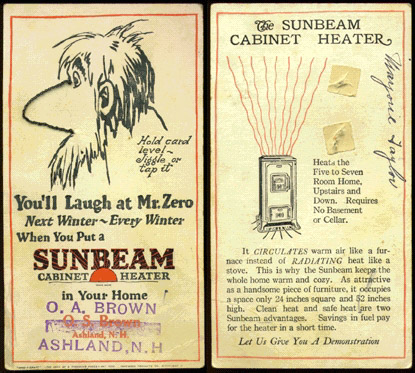 Hold card
level-
Jiggle or
tap it
You'll Laugh at Mr. Zero
Next Winter ~ Every Winter
When You Put a
SUNBEAM
CABINET HEATER
in Your Home
O. A. BROWN
O. S. Brown
Ashland, N.H.
ASHLAND, N.H
The SUNBEAM
CABINET HEATER
Marjorie Taylor
Heats the
Five to Seven
Room Home,
Upstairs and
Down. Requires
No Basement
or Cellar.
It CIRCULATES warm air like a fur-
nace instead of RADIATING heat like a
stove. This is why the Sunbeam keeps the
whole home warm and cozy. As attractive
as a handsome piece of furniture, it occupies
a space only 24 inches square and 52 inches
high. Clean heat and safe heat are two
Sunbeam advantages. Savings in fuel pay
for the heater in a short time.
Let Us Give You A Demonstration